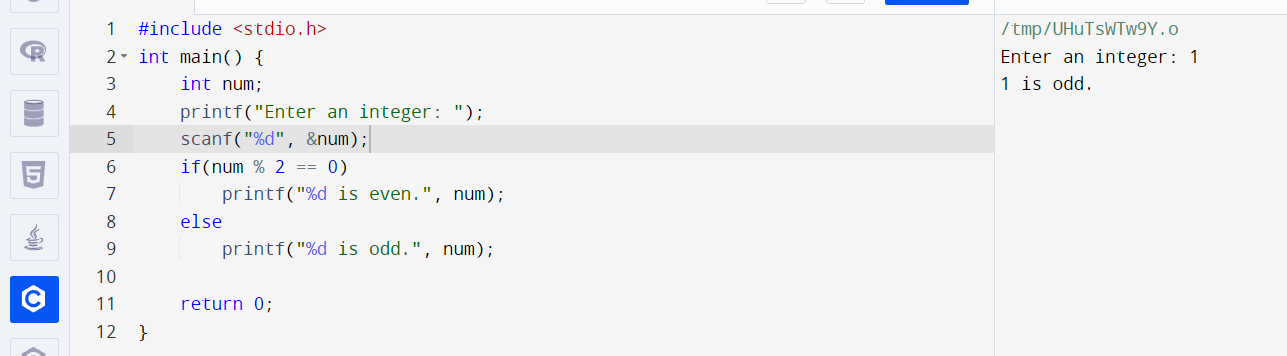 1 #include <stdio.h>
2 int main() {
3     int num;
4     printf("Enter an integer: ");
5     scanf("%d", &num);
6     if(num % 2 == 0)
7         printf("%d is even.", num);
8     else
9         printf("%d is odd.", num);
10
11     return 0;
12 }
/tmp/UHuTsWTw9Y.o
Enter an integer: 1
1 is odd.
R
5
C